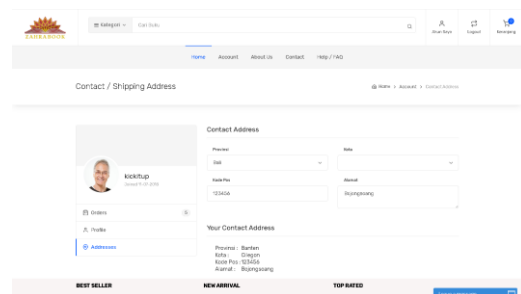 ZAHRABOOK
Kategori
Cari buku
Akun Saya
Logout
Keranjang
Home
Account
About Us
Contact
Help / FAQ
Contact / Shipping Address
Home > Account > Contact Address
Contact Address
Provinsi
Kota
Bali
Kode Pos
Alamat
123456
Bojongsoang
kickitup
Orders
Profile
Addresses
Your Contact Address
Provinsi : Banten
Kota : Cilegon
Kode Pos : 123456
Alamat : Bojongsoang
BEST SELLER
NEW ARRIVAL
TOP RATED